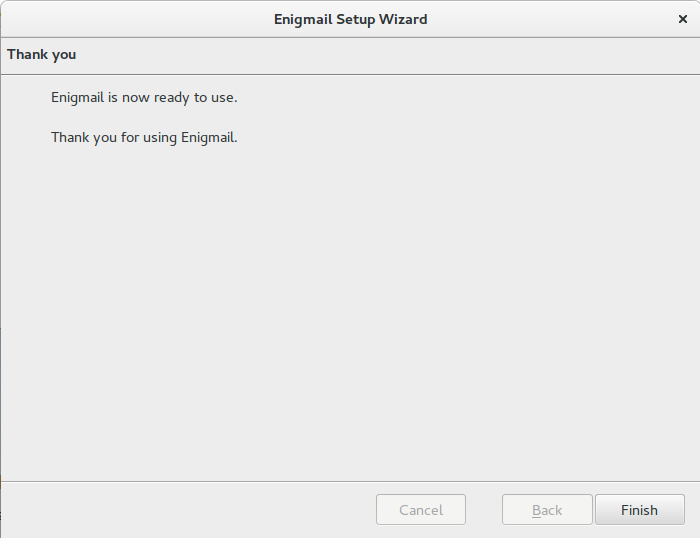 Enigmail Setup Wizard
Thank you
Enigmail is now ready to use.
Thank you for using Enigmail.
Cancel
Back
Finish